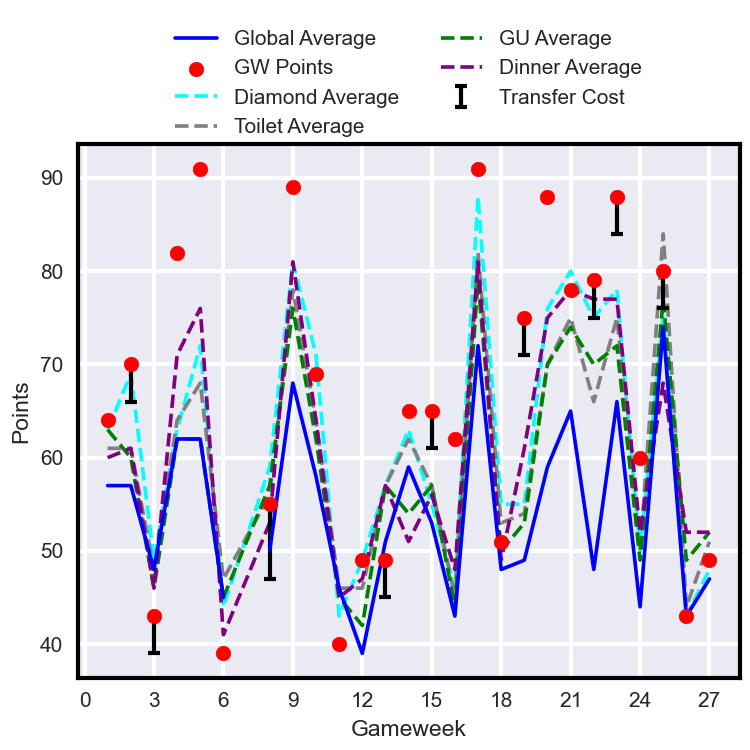 Global Average
GW Points
Diamond Average
Toilet Average
GU Average
Dinner Average
Transfer Cost
90
80
70
60
50
40
Points
0 3 6 9 12 15 18 21 24 27
Gameweek